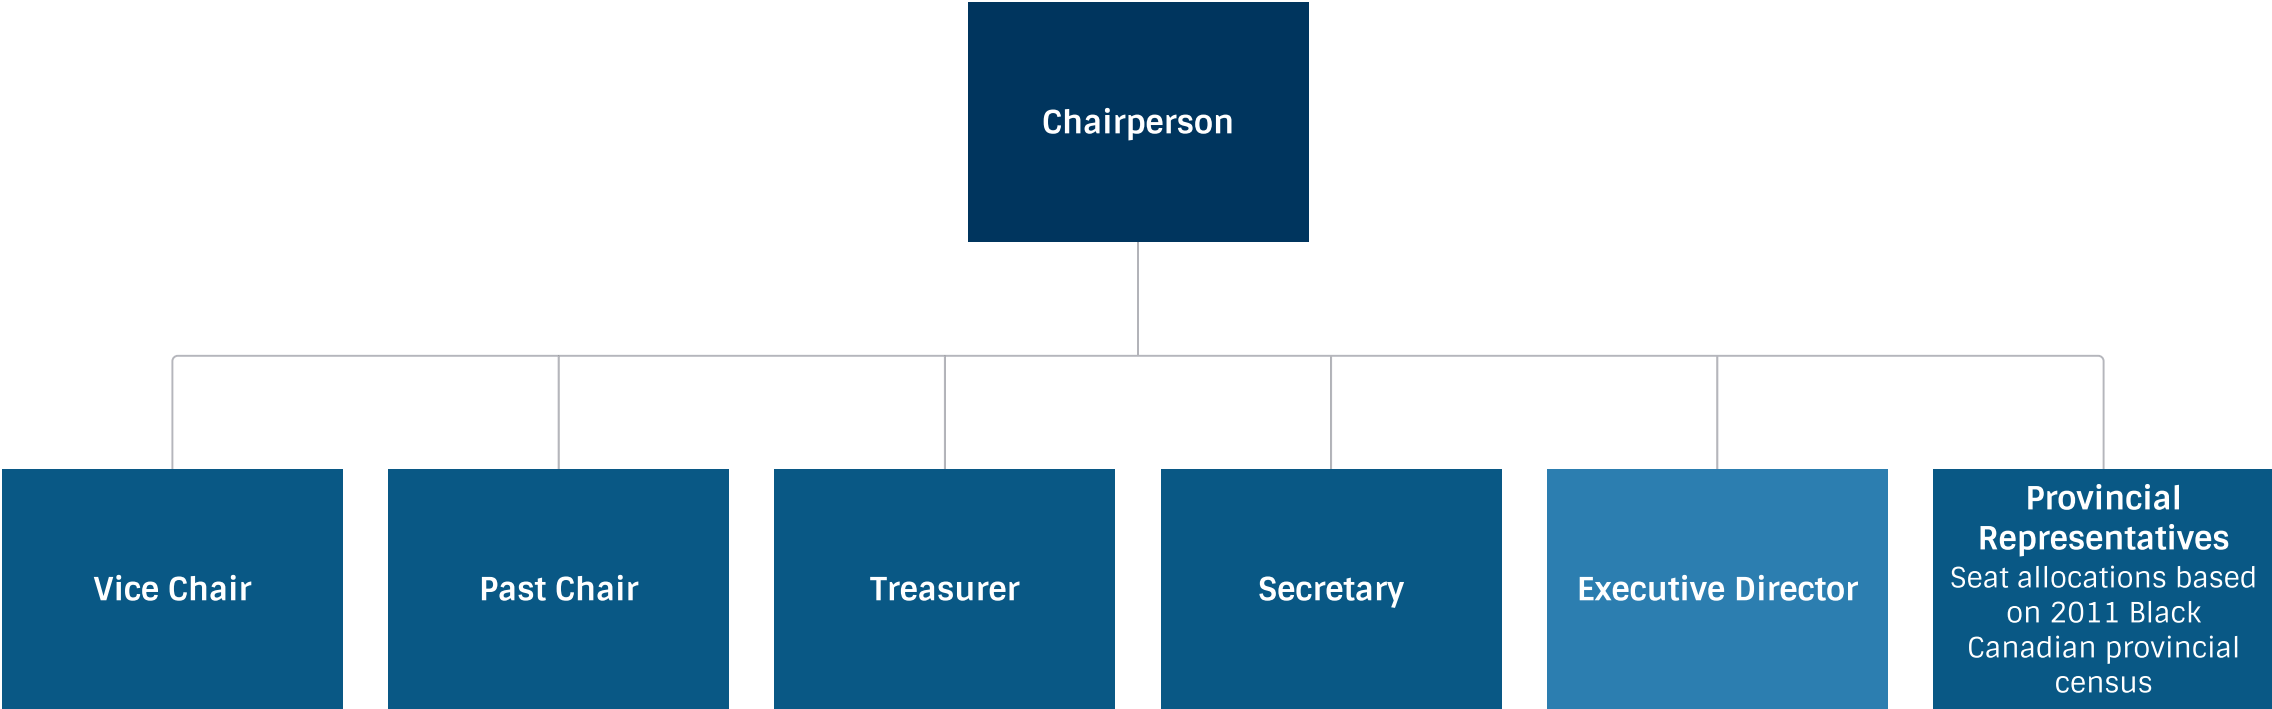 Chairperson
Vice Chair
Past Chair
Treasurer
Secretary
Executive Director
Provincial
Representatives
Seat allocations based
on 2011 Black
Canadian provincial
census